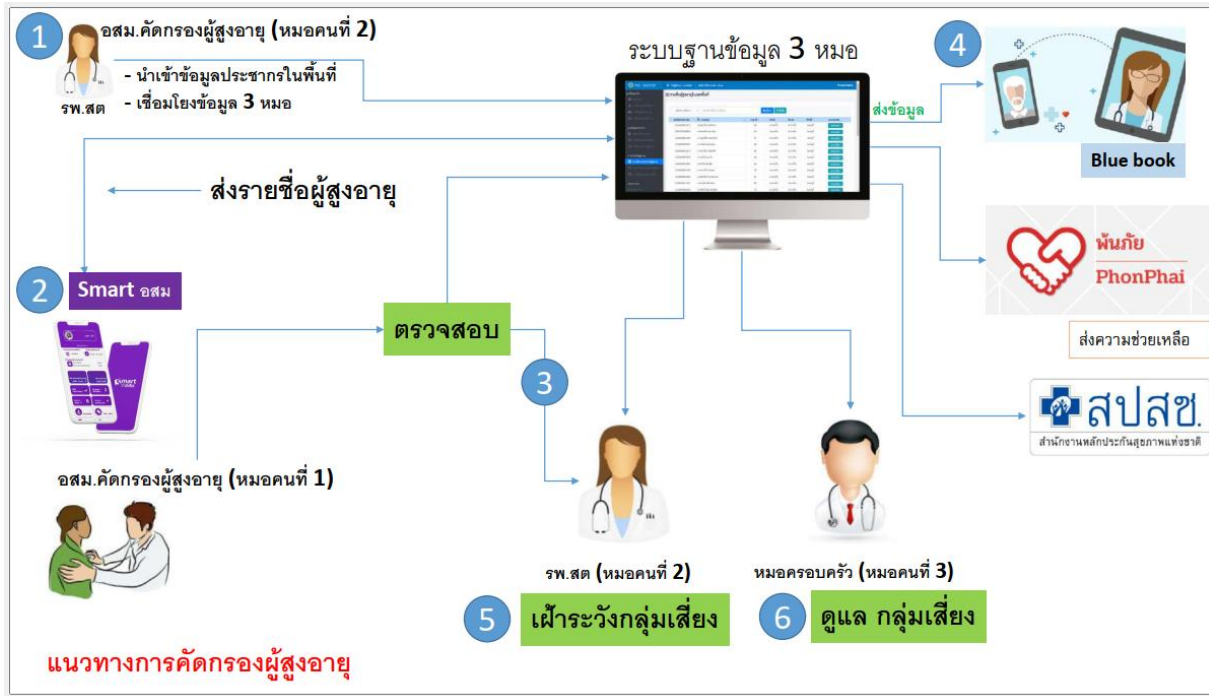 1
อสม.คัดกรองผู้สูงอายุ (หมอคนที่ 2)
- นำเข้าข้อมูลประชากรในพื้นที่
- เชื่อมโยงข้อมูล 3 หมอ
รพ.สต
ระบบฐานข้อมูล 3 หมอ
4
ส่งข้อมูล
Blue book
ส่งรายชื่อผู้สูงอายุ
พ้นภัย
PhonPhai
2
Smart อสม
ตรวจสอบ
ส่งความช่วยเหลือ
3
smart
สปสช.
สำนักงานหลักประกันสุขภาพแห่งชาติ
อสม.คัดกรองผู้สูงอายุ (หมอคนที่ 1)
รพ.สต (หมอคนที่ 2)
หมอครอบครัว (หมอคนที่ 3)
5
เฝ้าระวังกลุ่มเสี่ยง
6
ดูแล กลุ่มเสี่ยง
แนวทางการคัดกรองผู้สูงอายุ